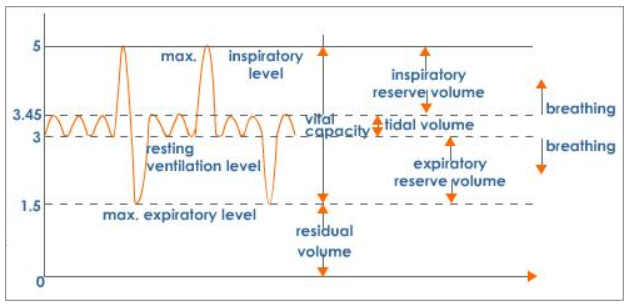 5
max.
inspiratory
level
inspiratory
reserve volume
3.45
vital
capacity
tidal volume
breathing
3
resting
ventilation level
expiratory
reserve volume
breathing
1.5
max. expiratory level
residual
volume
0